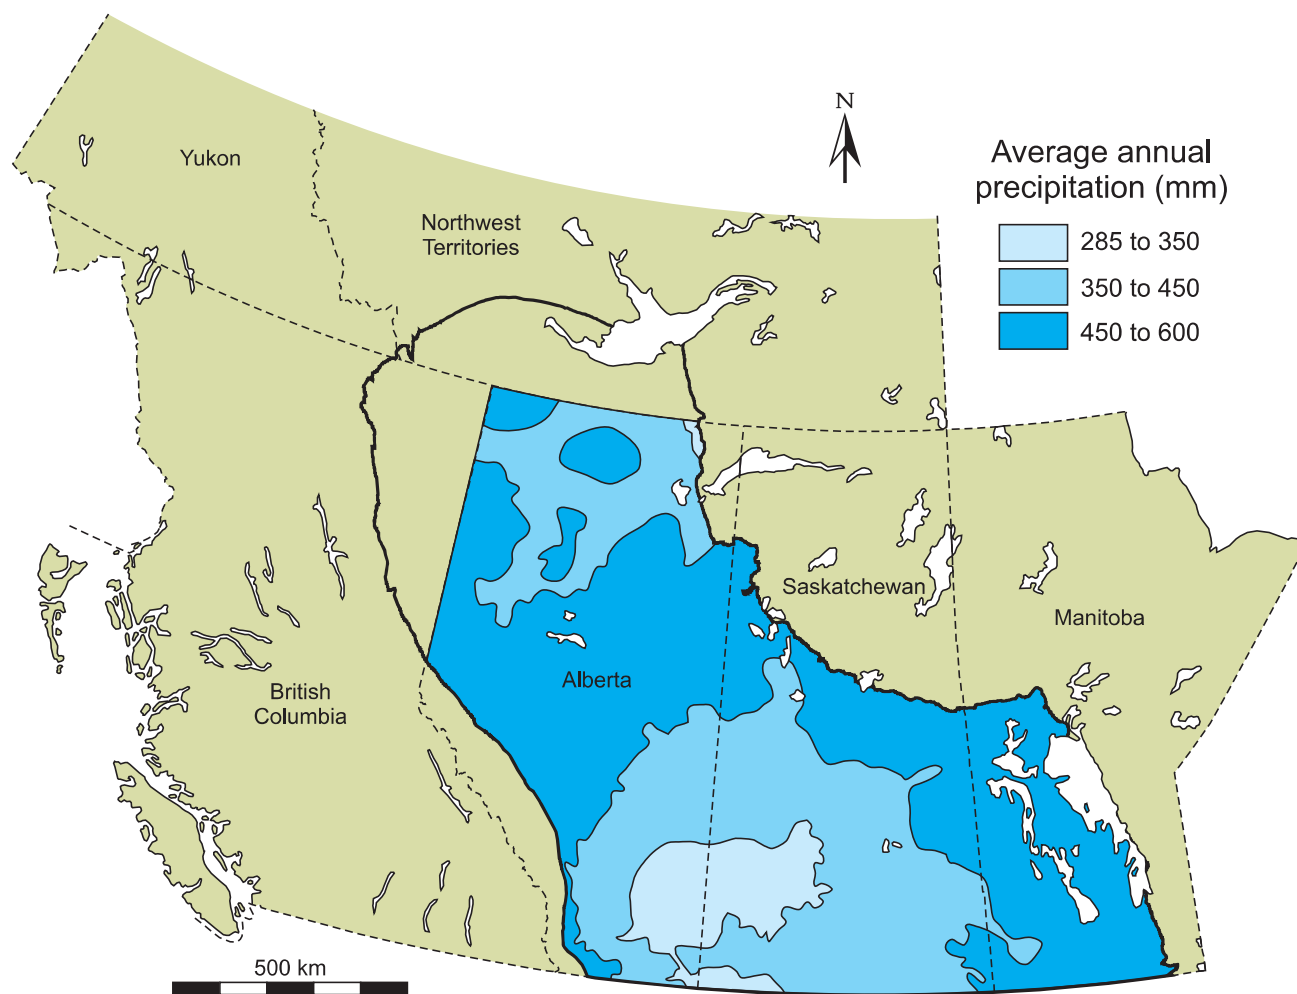 N
Average annual
precipitation (mm)
285 to 350
350 to 450
450 to 600
Yukon
Northwest
Territories
Saskatchewan
Manitoba
Alberta
British
Columbia
500 km